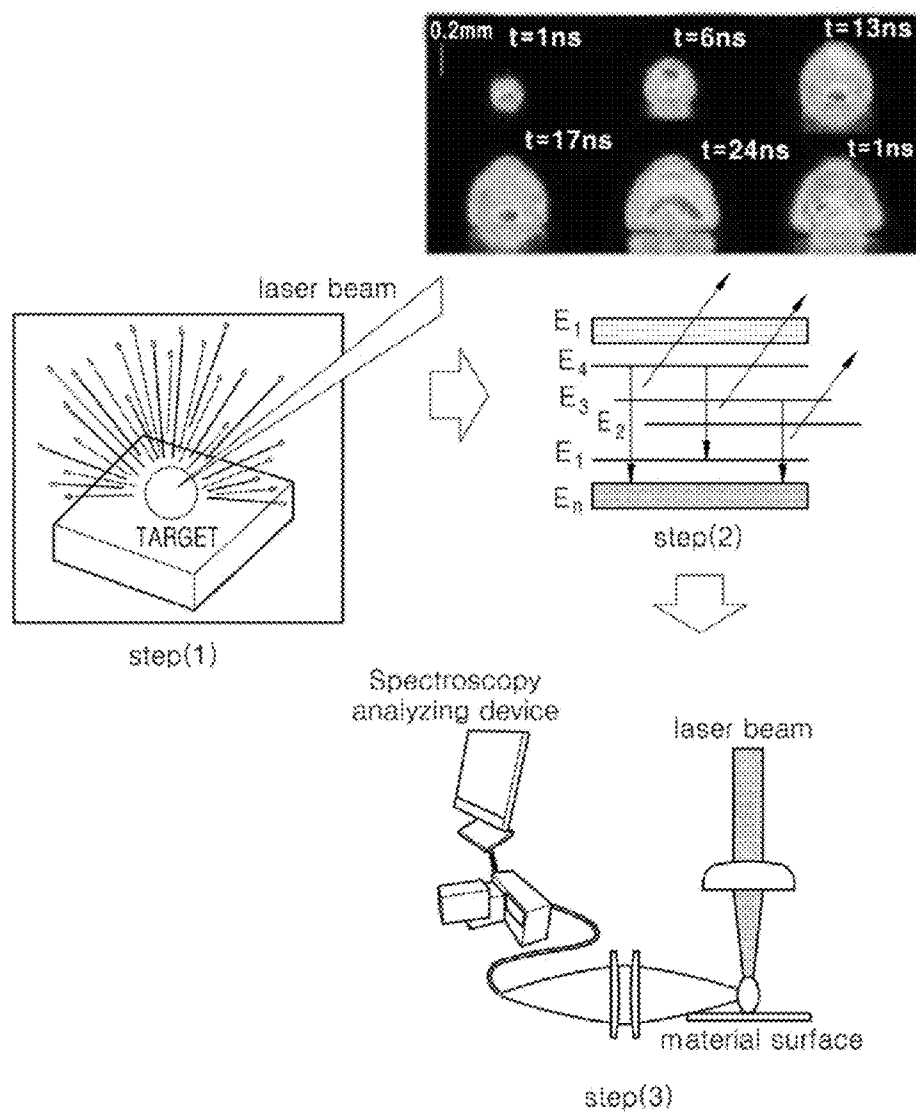 0.2mm
t=1ns
t=6ns
t=13ns
t=17ns
t=24ns
t=1ns
laser beam
TARGET
step(1)
E1
E4
E3
E2
E1
En
step(2)
Spectroscopy
analyzing device
laser beam
material surface
step(3)